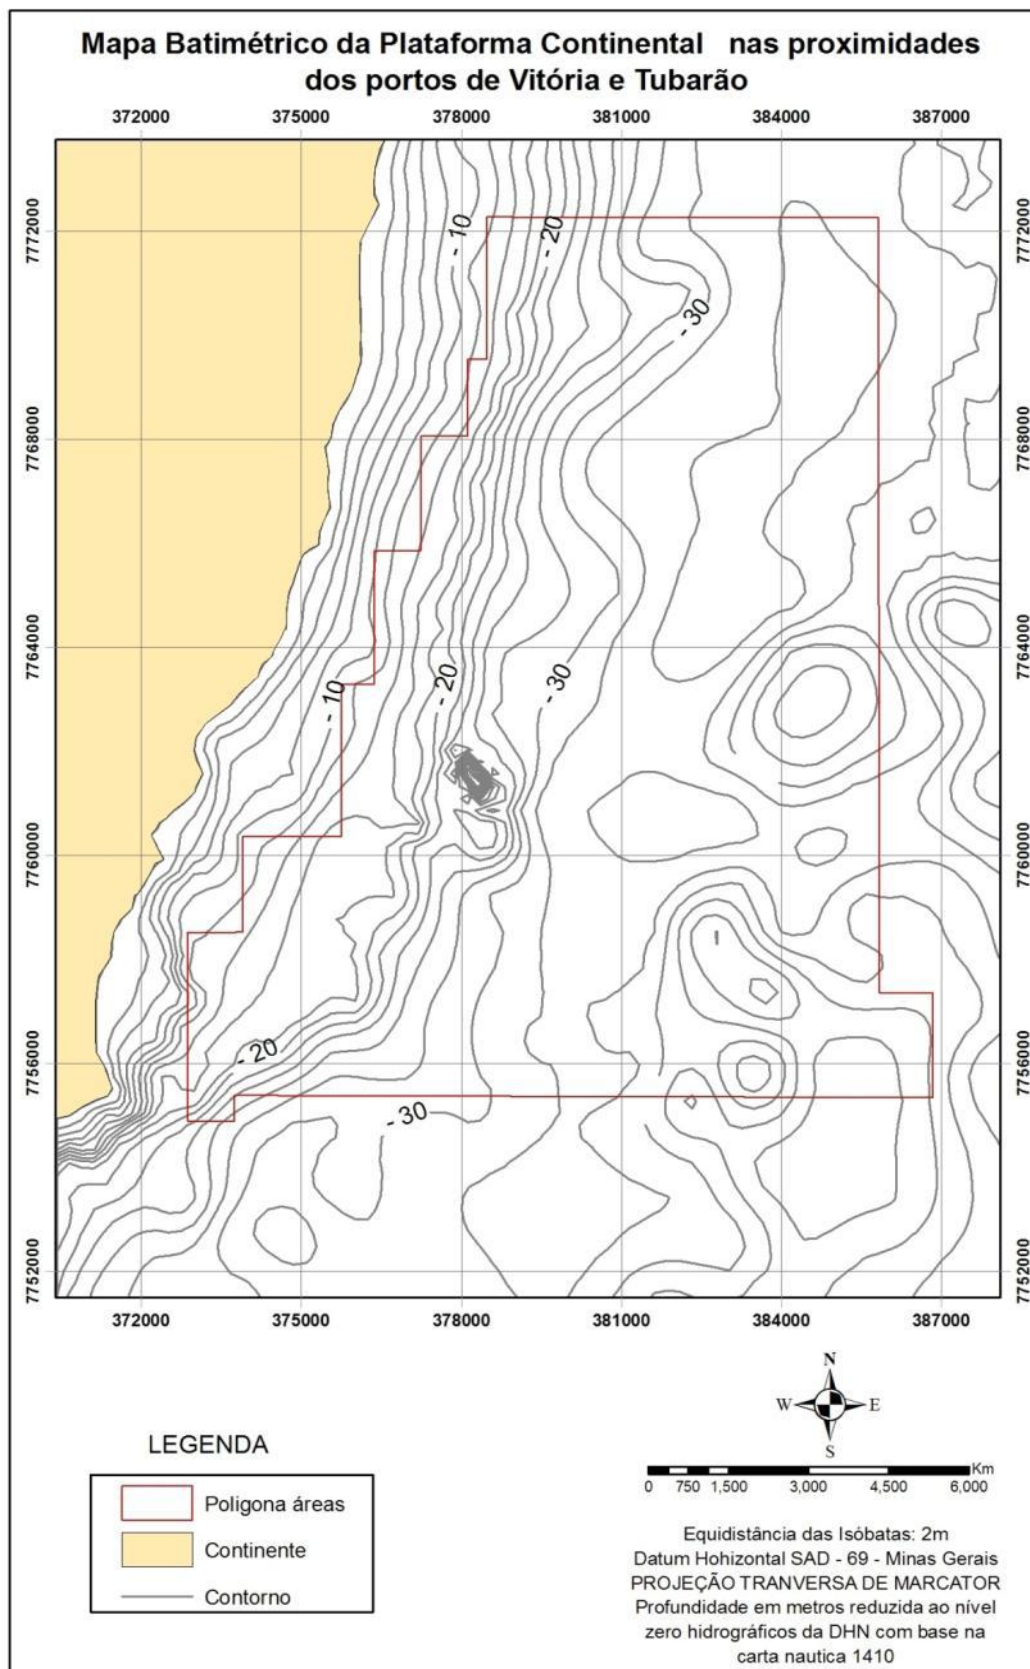 Mapa Batimétrico da Plataforma Continental nas proximidades
dos portos de Vitória e Tubarão
372000 375000 378000 381000 384000 387000
7772000 7772000
- 10 - 20
- 30
7768000 7768000
7764000 7764000
- 10 - 20 - 30
7760000 7760000
7756000 7756000
- 20
- 30
7752000 7752000
372000 375000 378000 381000 384000 387000
N
W E
S
LEGENDA
Poligona áreas
Continente
Contorno
Km
0 750 1,500 3,000 4,500 6,000
Equidistância das Isóbatas: 2m
Datum Hohizontal SAD - 69 - Minas Gerais
PROJEÇÃO TRANVERSA DE MARCATOR
Profundidade em metros reduzida ao nível
zero hidrográficos da DHN com base na
carta nautica 1410